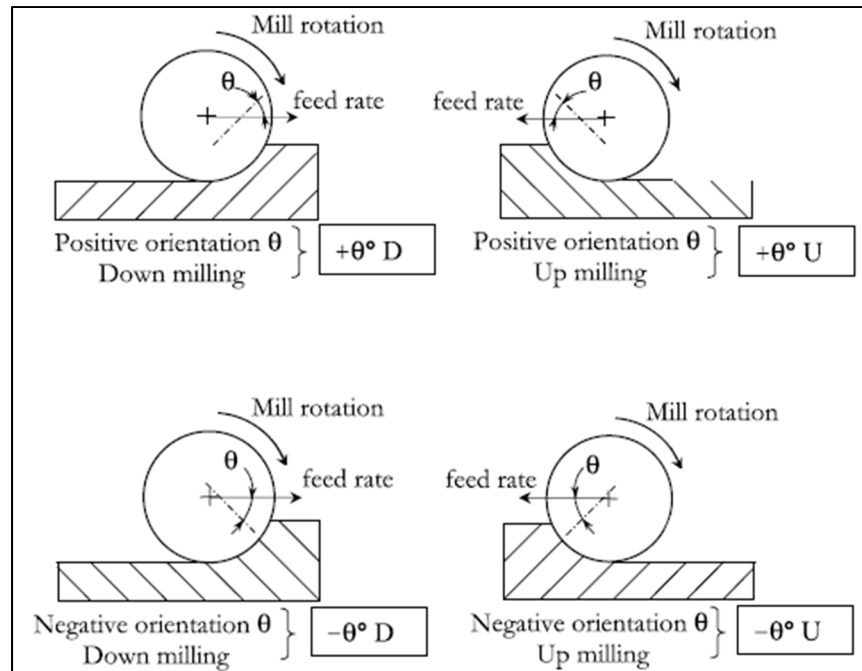 Mill rotation
θ
feed rate
Positive orientation θ
Down milling
+θ° D
Mill rotation
θ
feed rate
Positive orientation θ
Up milling
+θ° U
Mill rotation
θ
feed rate
Negative orientation θ
Down milling
−θ° D
Mill rotation
θ
feed rate
Negative orientation θ
Up milling
−θ° U